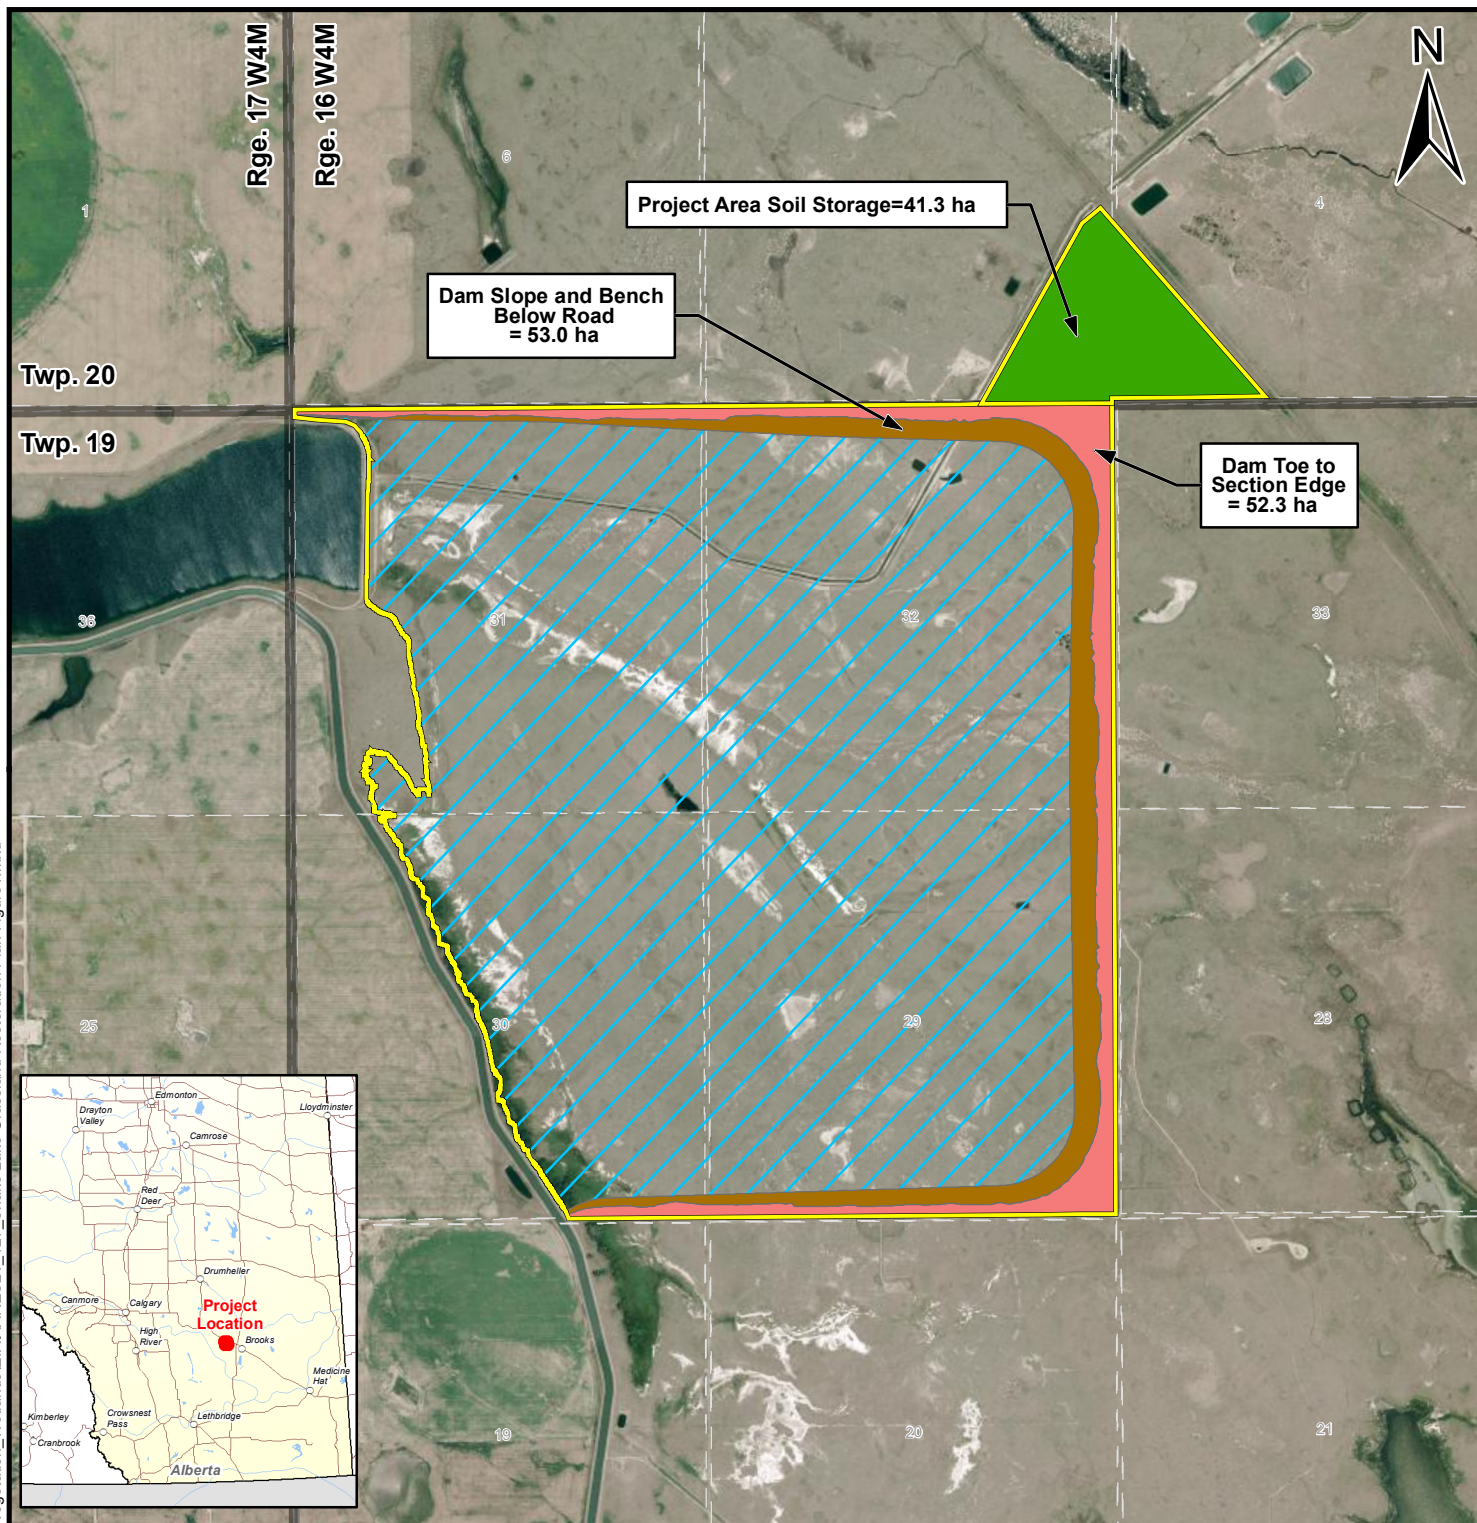 Rge. 17 W4M
Rge. 16 W4M
N
6
1
4
Project Area Soil Storage=41.3 ha
Dam Slope and Bench
Below Road
= 53.0 ha
Twp. 20
Twp. 19
Dam Toe to
Section Edge
= 52.3 ha
36
31
32
33
25
30
29
28
19
20
21
Edmonton
Lloydminster
Drayton
Valley
Camrose
Red
Deer
Drumheller
Canmore
Calgary
Project
Location
High
River
Brooks
Medicine
Hat
Kimberley
Crowsnest
Pass
Lethbridge
Cranbrook
Alberta